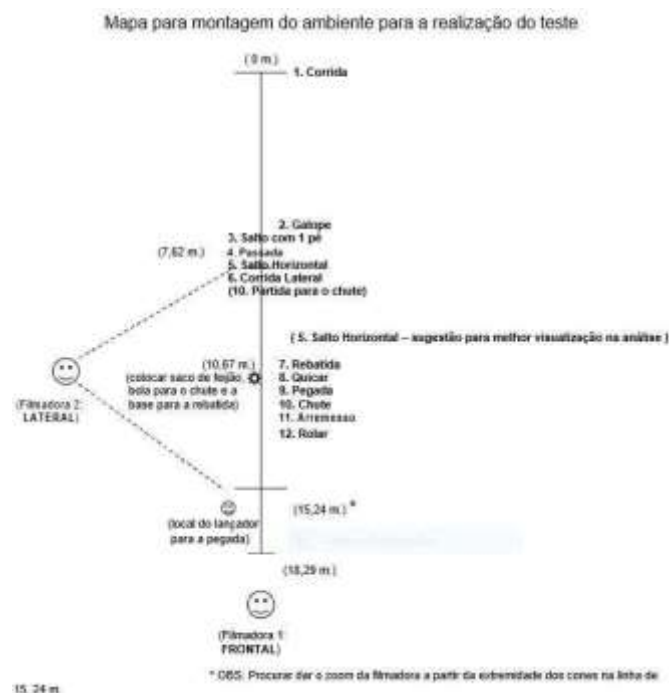 Mapa para montagem do ambiente para a realização do teste
( 0 m.)
1. Corrida
2. Galope
3. Salto com 1 pé
(7,62 m.)
4. Passada
5. Salto Horizontal
6. Corrida Lateral
(10. Partida para o chute)
( 5. Salto Horizontal – sugestão para melhor visualização na análise )
(10,67 m.)
(colocar saco de feijão,
bola para o chute e a
base para a rebatida)
7. Rebatida
8. Quicar
9. Pegada
10. Chute
11. Arremesso
12. Rolar
(Filmadora 2:
LATERAL)
(15,24 m.) *
(local do lançador
para a pegada)
(18,29 m.)
(Filmadora 1
FRONTAL)
* OBS: Procurar dar o zoom da filmadora a partir da extremidade dos cones na linha de
15, 24 m.